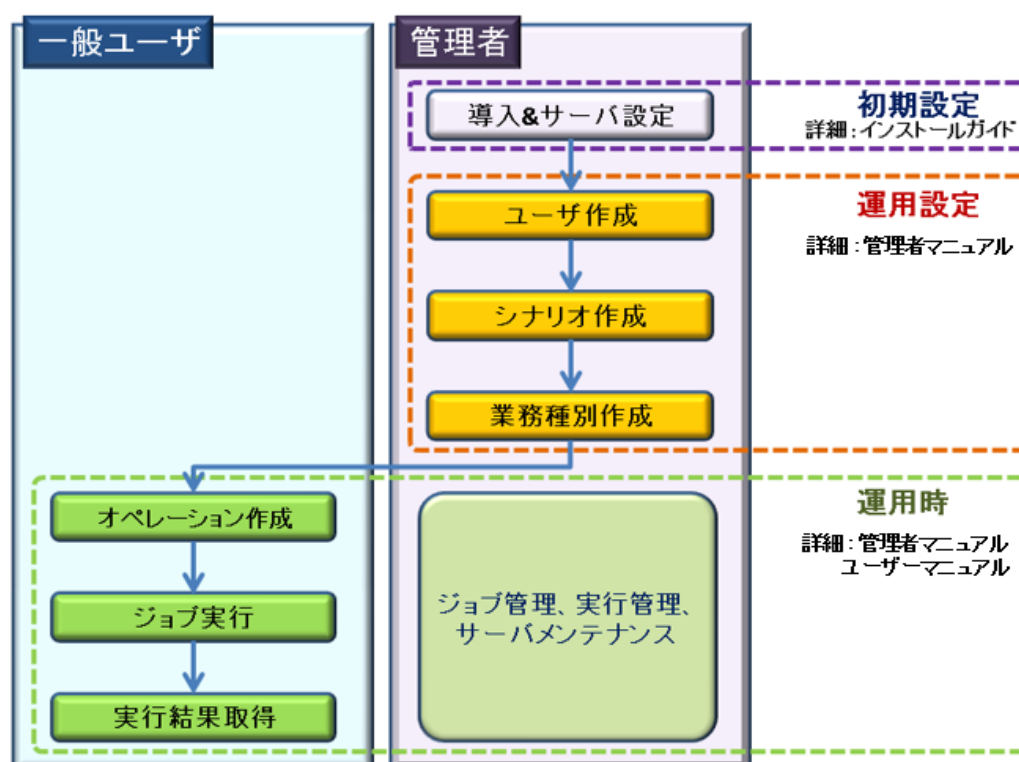 一般ユーザ
管理者
導入&サーバ設定
初期設定
詳細：インストールガイド
ユーザ作成
運用設定
詳細：管理者マニュアル
シナリオ作成
業務種別作成
オペレーション作成
運用時
詳細：管理者マニュアル
ユーザーマニュアル
ジョブ管理、実行管理、
サーバメンテナンス
ジョブ実行
実行結果取得